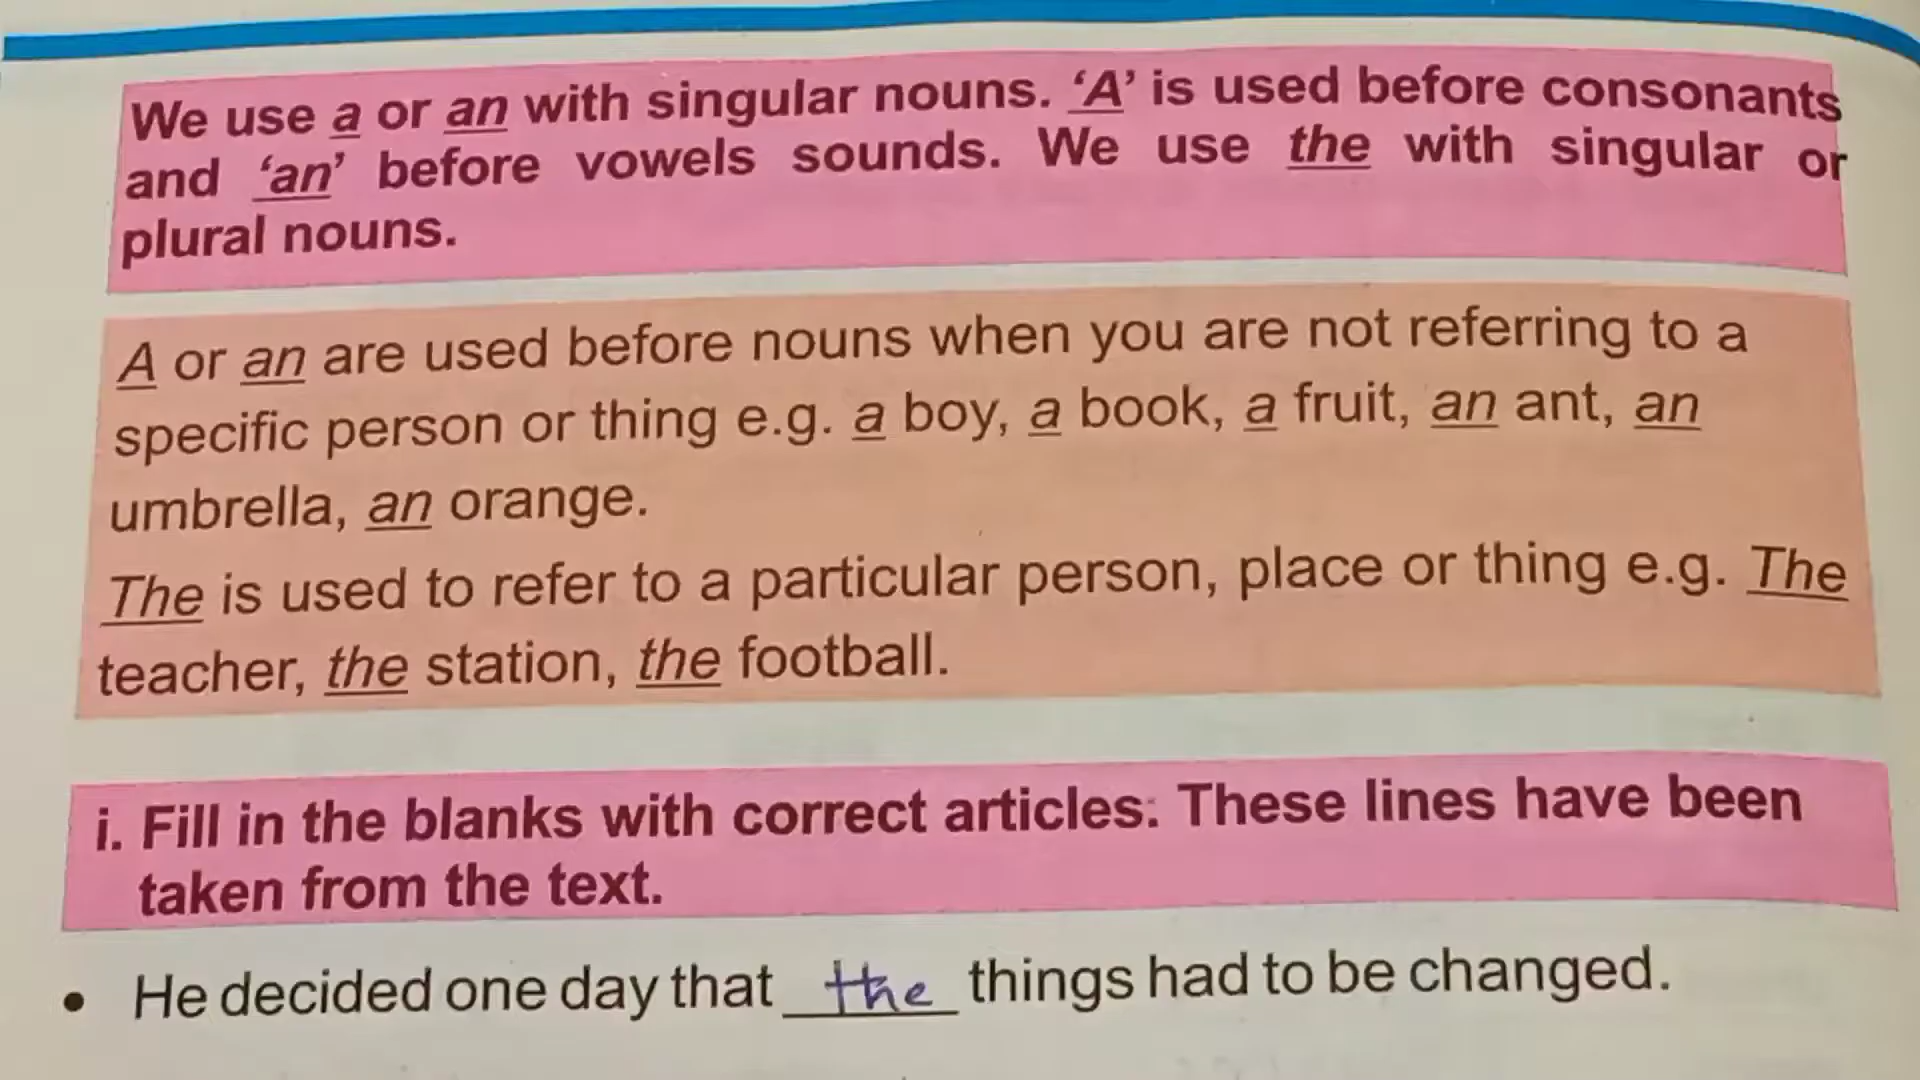 We use a or an with singular nouns. ‘A’ is used before consonants
and ‘an’ before vowels sounds. We use the with singular or
plural nouns.
A or an are used before nouns when you are not referring to a
specific person or thing e.g. a boy, a book, a fruit, an ant, an
umbrella, an orange.
The is used to refer to a particular person, place or thing e.g. The
teacher, the station, the football.
i. Fill in the blanks with correct articles: These lines have been
taken from the text.
• He decided one day that the things had to be changed.